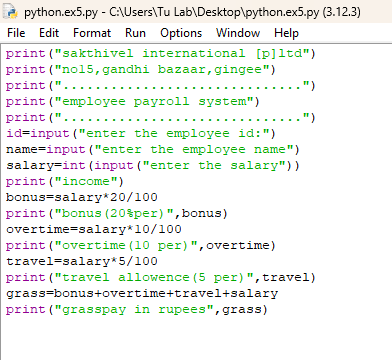 python.ex5.py - C:\Users\Tu Lab\Desktop\python.ex5.py (3.12.3)
File Edit Format Run Options Window Help
print("sakthivel international [p]ltd")
print("no15,gandhi bazaar,gingee")
print("..............................")
print("employee payroll system")
print("..............................")
id=input("enter the employee id:")
name=input("enter the employee name")
salary=int(input("enter the salary"))
print("income")
bonus=salary*20/100
print("bonus(20%per)",bonus)
overtime=salary*10/100
print("overtime(10 per)",overtime)
travel=salary*5/100
print("travel allowence(5 per)",travel)
grass=bonus+overtime+travel+salary
print("grasspay in rupees",grass)